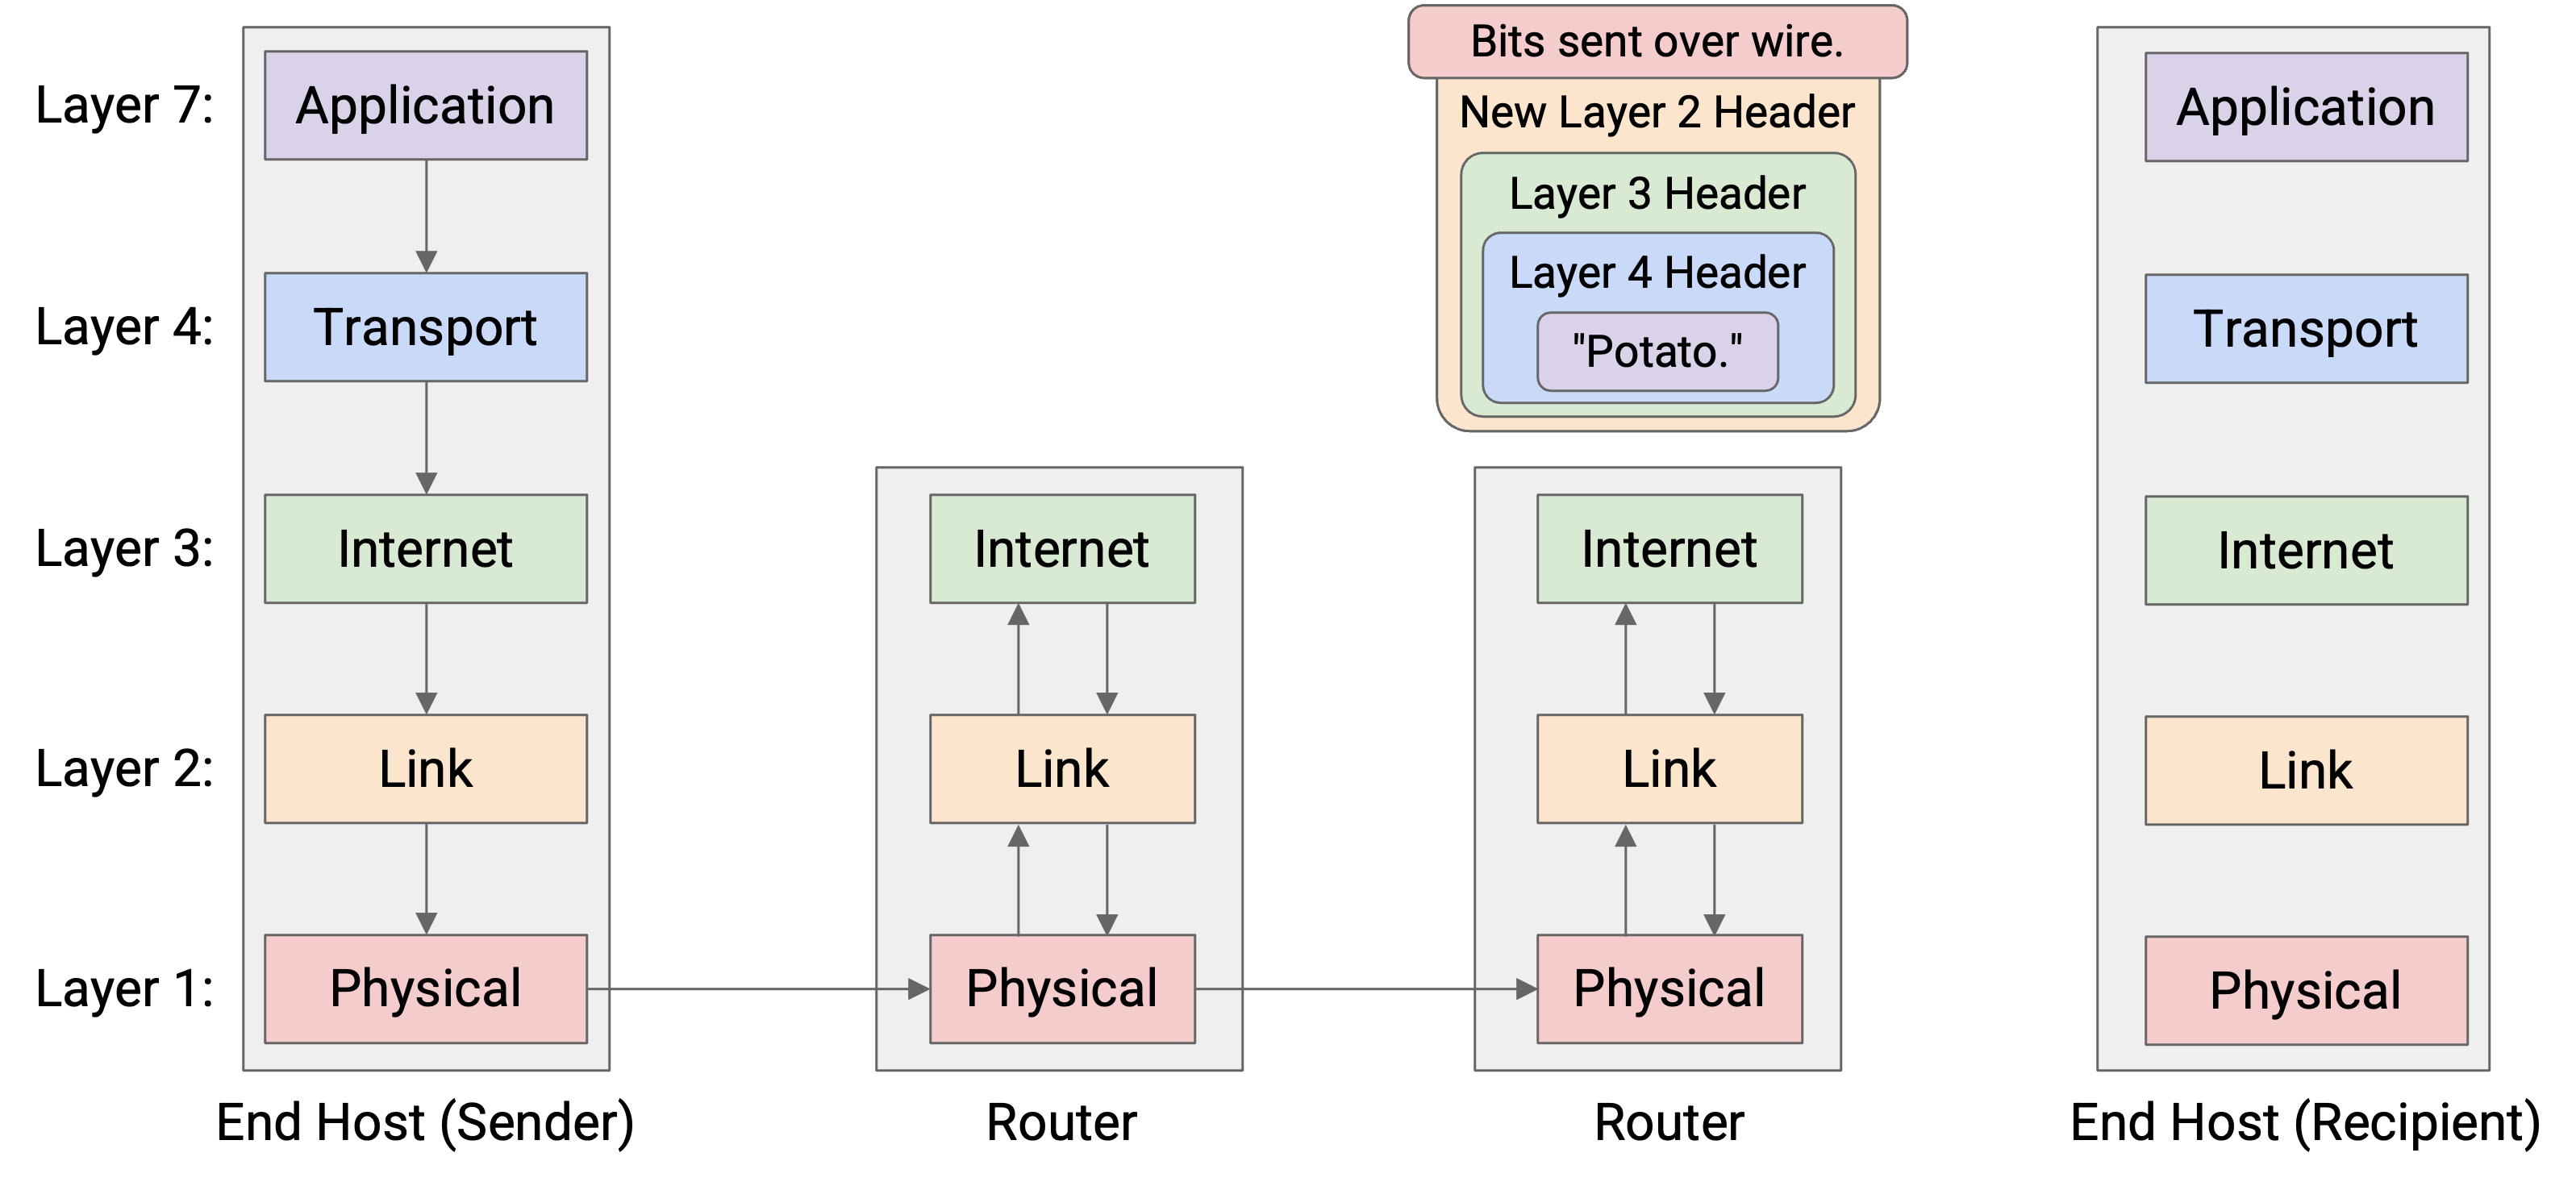 Layer 7:
Layer 4:
Layer 3:
Layer 2:
Layer 1:
Application
Transport
Internet
Link
Physical
End Host (Sender)
Internet
Link
Physical
Router
Bits sent over wire.
New Layer 2 Header
Layer 3 Header
Layer 4 Header
"Potato."
Internet
Link
Physical
Router
Application
Transport
Internet
Link
Physical
End Host (Recipient)